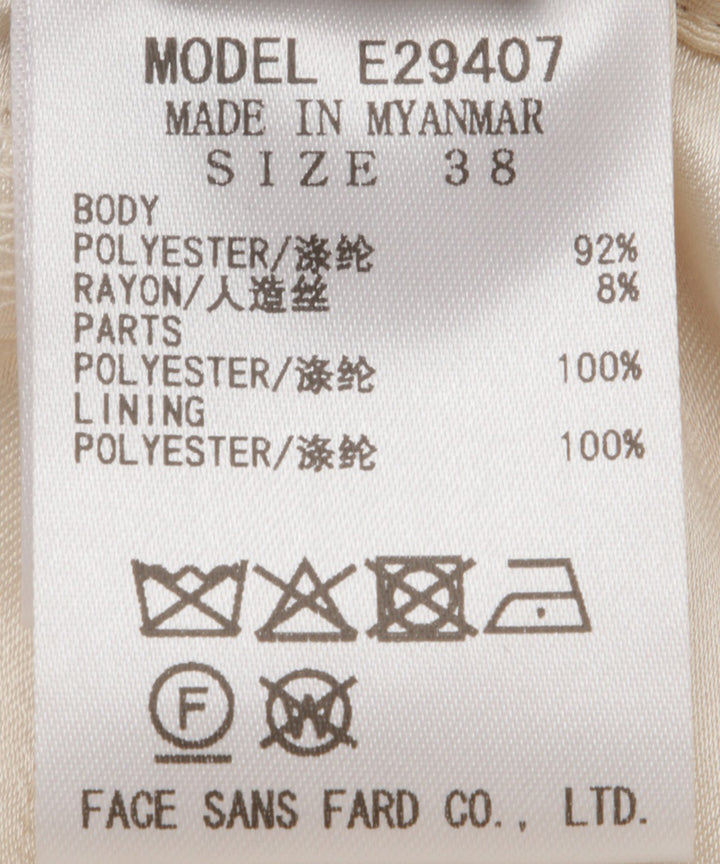 MODEL E29407
MADE IN MYANMAR
SIZE 38
BODY
POLYESTER/涤纶 92%
RAYON/人造丝 8%
PARTS
POLYESTER/涤纶 100%
LINING
POLYESTER/涤纶 100%
F W
FACE SANS FARD CO., LTD.